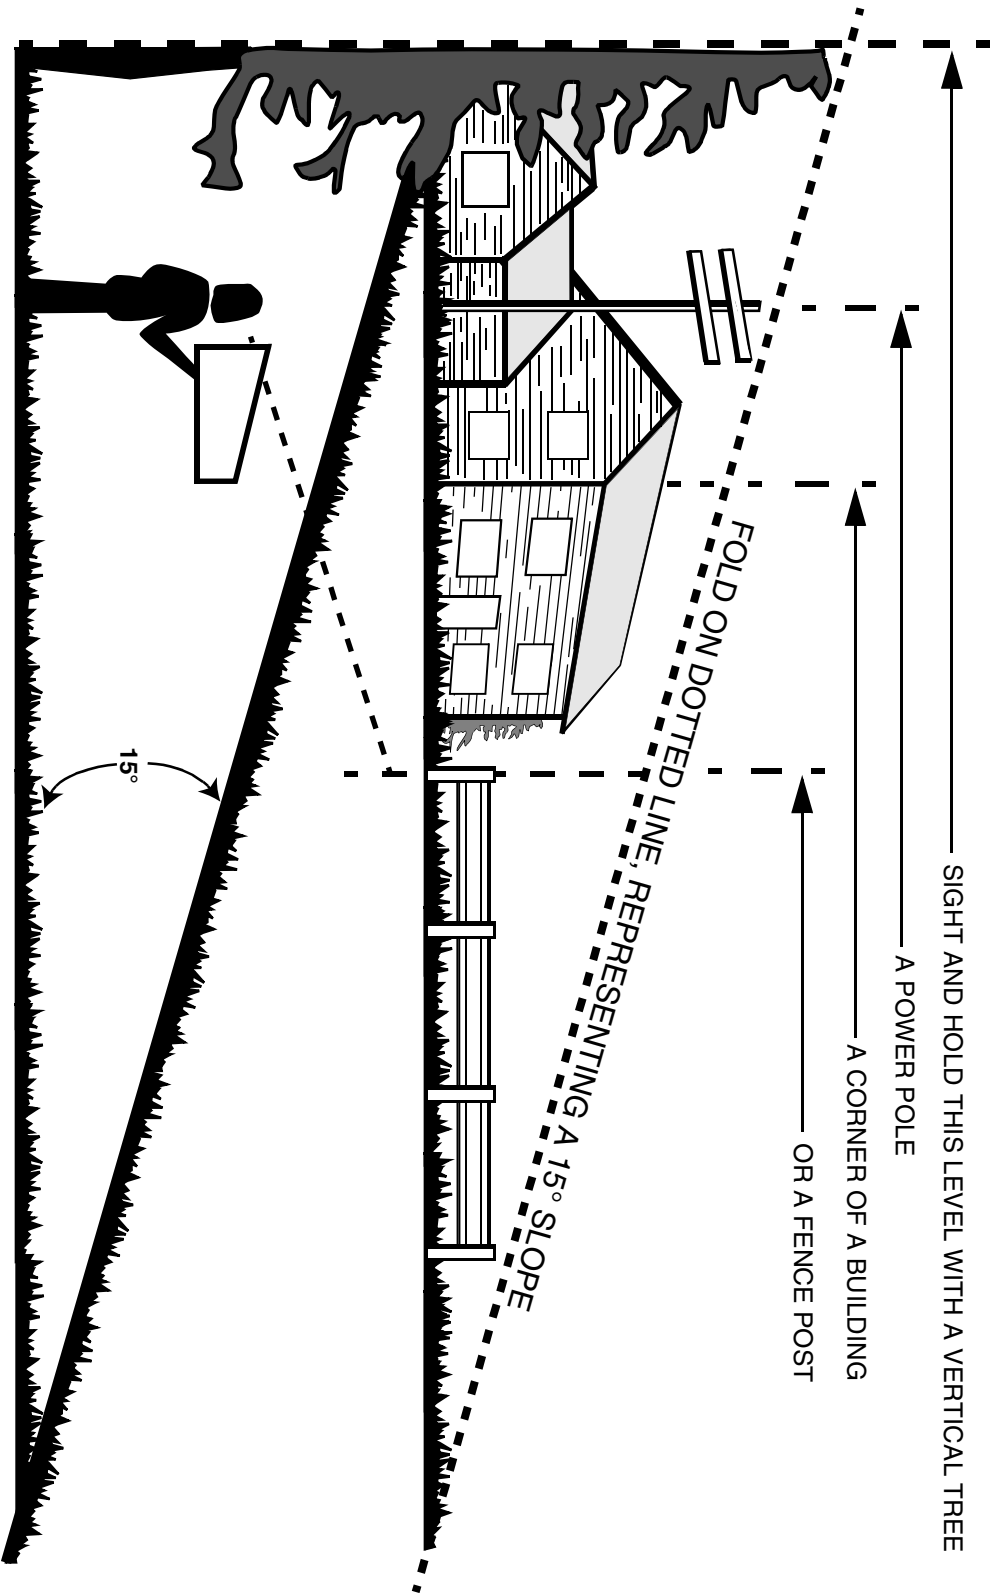 SIGHT AND HOLD THIS LEVEL WITH A VERTICAL TREE
A POWER POLE
A CORNER OF A BUILDING
OR A FENCE POST
FOLD ON DOTTED LINE, REPRESENTING A 15° SLOPE
15°